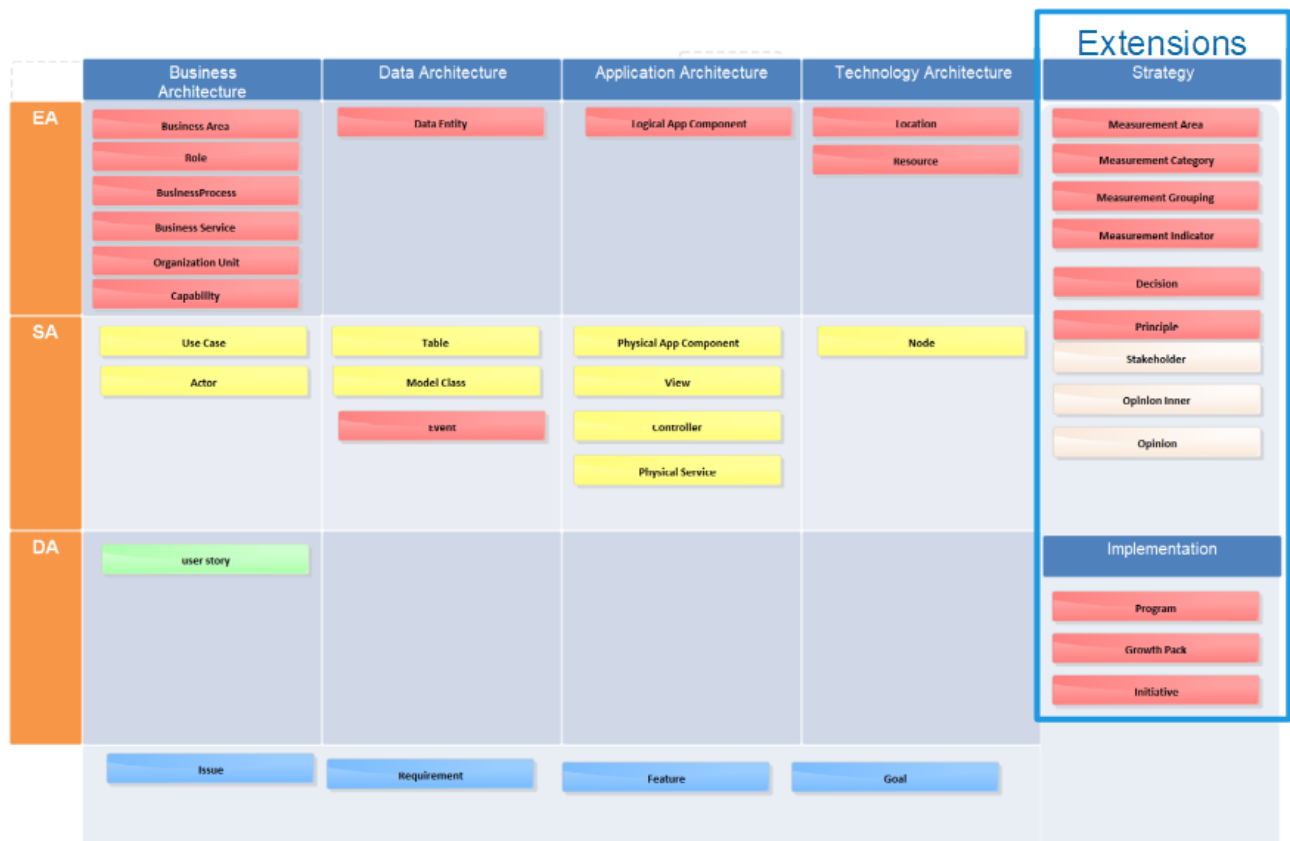 Extensions
Business
Architecture
Data Architecture
Application Architecture
Technology Architecture
Strategy
EA
Business Area
Role
BusinessProcess
Business Service
Organization Unit
Capability
Data Entity
Logical App Component
Location
Resource
Measurement Area
Measurement Category
Measurement Grouping
Measurement Indicator
Decision
Principle
Stakeholder
Opinion Inner
Opinion
SA
Use Case
Actor
Table
Model Class
Event
Physical App Component
View
Controller
Physical Service
Node
DA
user story
Implementation
Program
Growth Pack
Initiative
Issue
Requirement
Feature
Goal